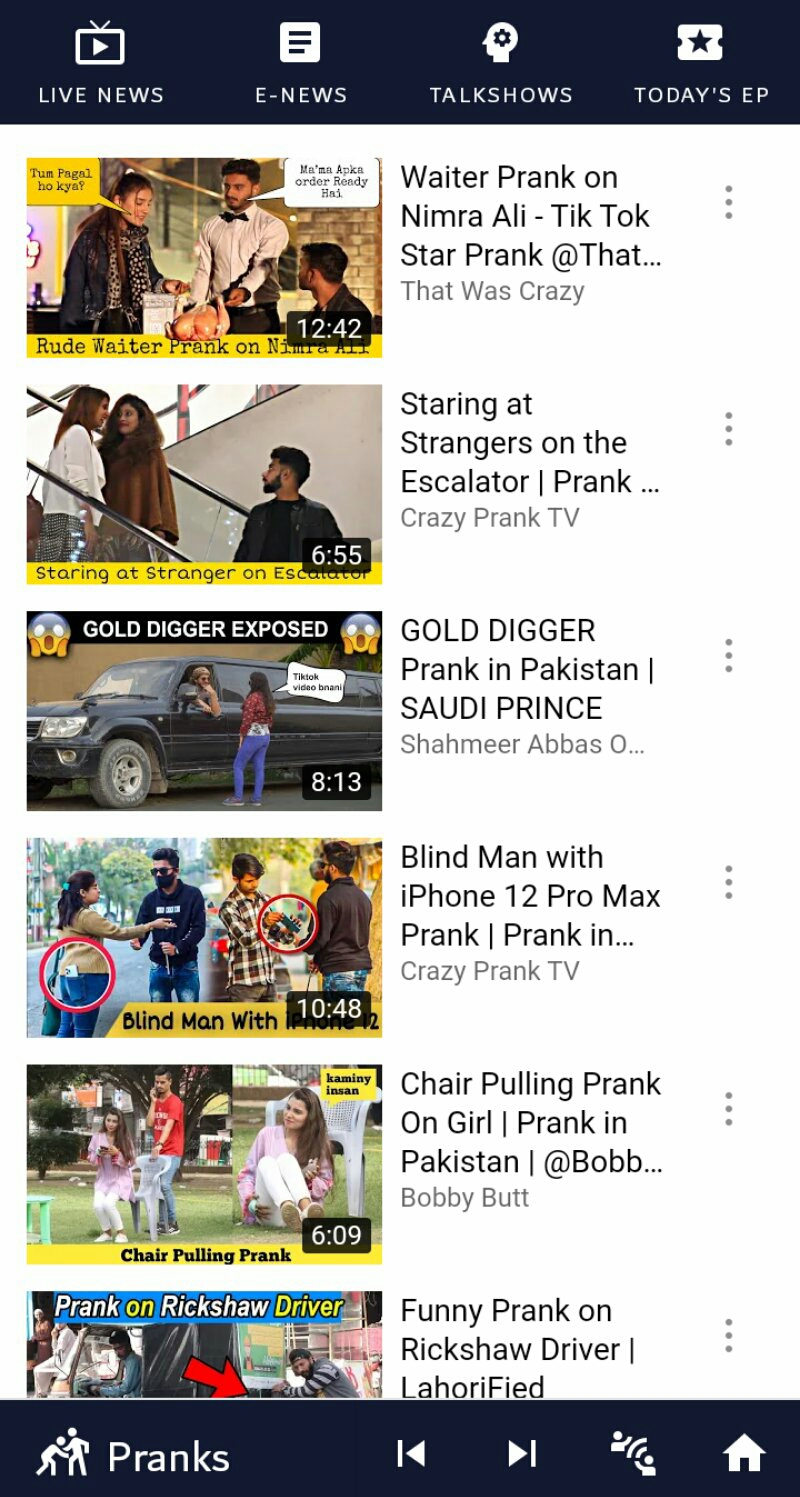 LIVE NEWS
E-NEWS
TALKSHOWS
TODAY'S EP
Tum Pagal
ho kya?
Ma'ma Apka
order Ready
Hai
12:42
Rude Waiter Prank on Nimra Ali
Waiter Prank on
Nimra Ali - Tik Tok
Star Prank @That...
That Was Crazy
6:55
Staring at Stranger on Escalator
Staring at
Strangers on the
Escalator | Prank ...
Crazy Prank TV
GOLD DIGGER EXPOSED
Tiktok
video bnani
8:13
GOLD DIGGER
Prank in Pakistan |
SAUDI PRINCE
Shahmeer Abbas O...
10:48
Blind Man With iPhone 12
Blind Man with
iPhone 12 Pro Max
Prank | Prank in...
Crazy Prank TV
kaminy
insan
6:09
Chair Pulling Prank
Chair Pulling Prank
On Girl | Prank in
Pakistan | @Bobb...
Bobby Butt
Prank on Rickshaw Driver
Funny Prank on
Rickshaw Driver |
LahoriFied
Pranks